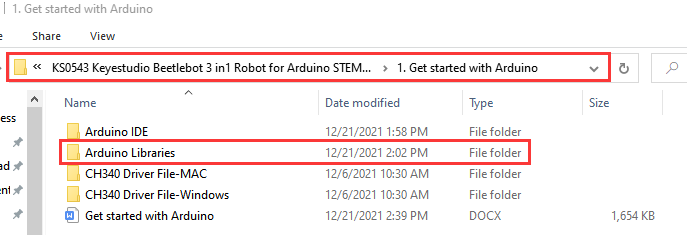 1. Get started with Arduino
« KS0543 Keyestudio Beetlebot 3 in1 Robot for Arduino STEM... › 1. Get started with Arduino
Name Date modified Type Size
ess
Arduino IDE 12/21/2021 1:58 PM File folder
Arduino Libraries 12/21/2021 2:02 PM File folder
ad
CH340 Driver File-MAC 12/6/2021 10:30 AM File folder
ent
CH340 Driver File-Windows 12/6/2021 10:30 AM File folder
Get started with Arduino 12/21/2021 2:39 PM DOCX 1,654 KB